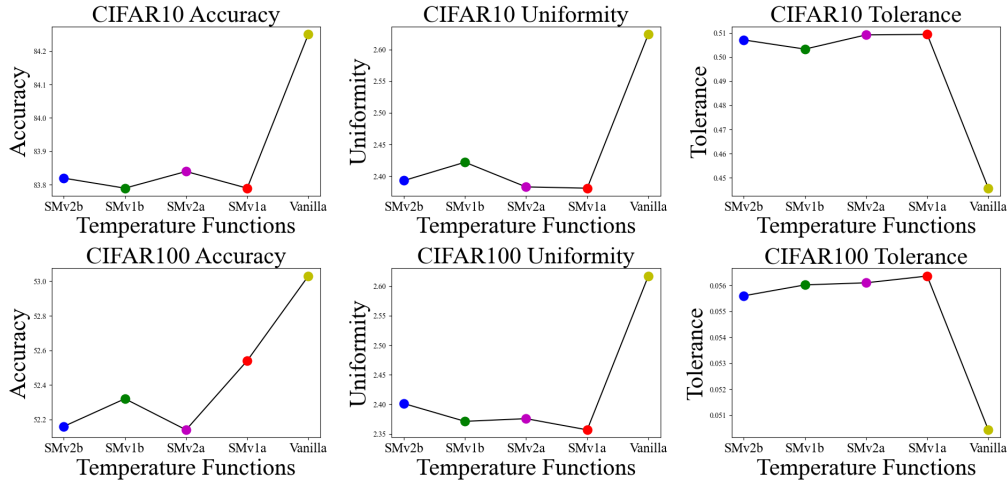 CIFAR10 Accuracy
Accuracy
84.2
84.1
84.0
83.9
83.8
SMv2b SMv1b SMv2a SMv1a Vanilla
Temperature Functions
CIFAR10 Uniformity
Uniformity
2.60
2.55
2.50
2.45
2.40
SMv2b SMv1b SMv2a SMv1a Vanilla
Temperature Functions
CIFAR10 Tolerance
Tolerance
0.51
0.50
0.49
0.48
0.47
0.46
0.45
SMv2b SMv1b SMv2a SMv1a Vanilla
Temperature Functions
CIFAR100 Accuracy
Accuracy
53.0
52.8
52.6
52.4
52.2
SMv2b SMv1b SMv2a SMv1a Vanilla
Temperature Functions
CIFAR100 Uniformity
Uniformity
2.60
2.55
2.50
2.45
2.40
2.35
SMv2b SMv1b SMv2a SMv1a Vanilla
Temperature Functions
CIFAR100 Tolerance
Tolerance
0.056
0.055
0.054
0.053
0.052
0.051
SMv2b SMv1b SMv2a SMv1a Vanilla
Temperature Functions